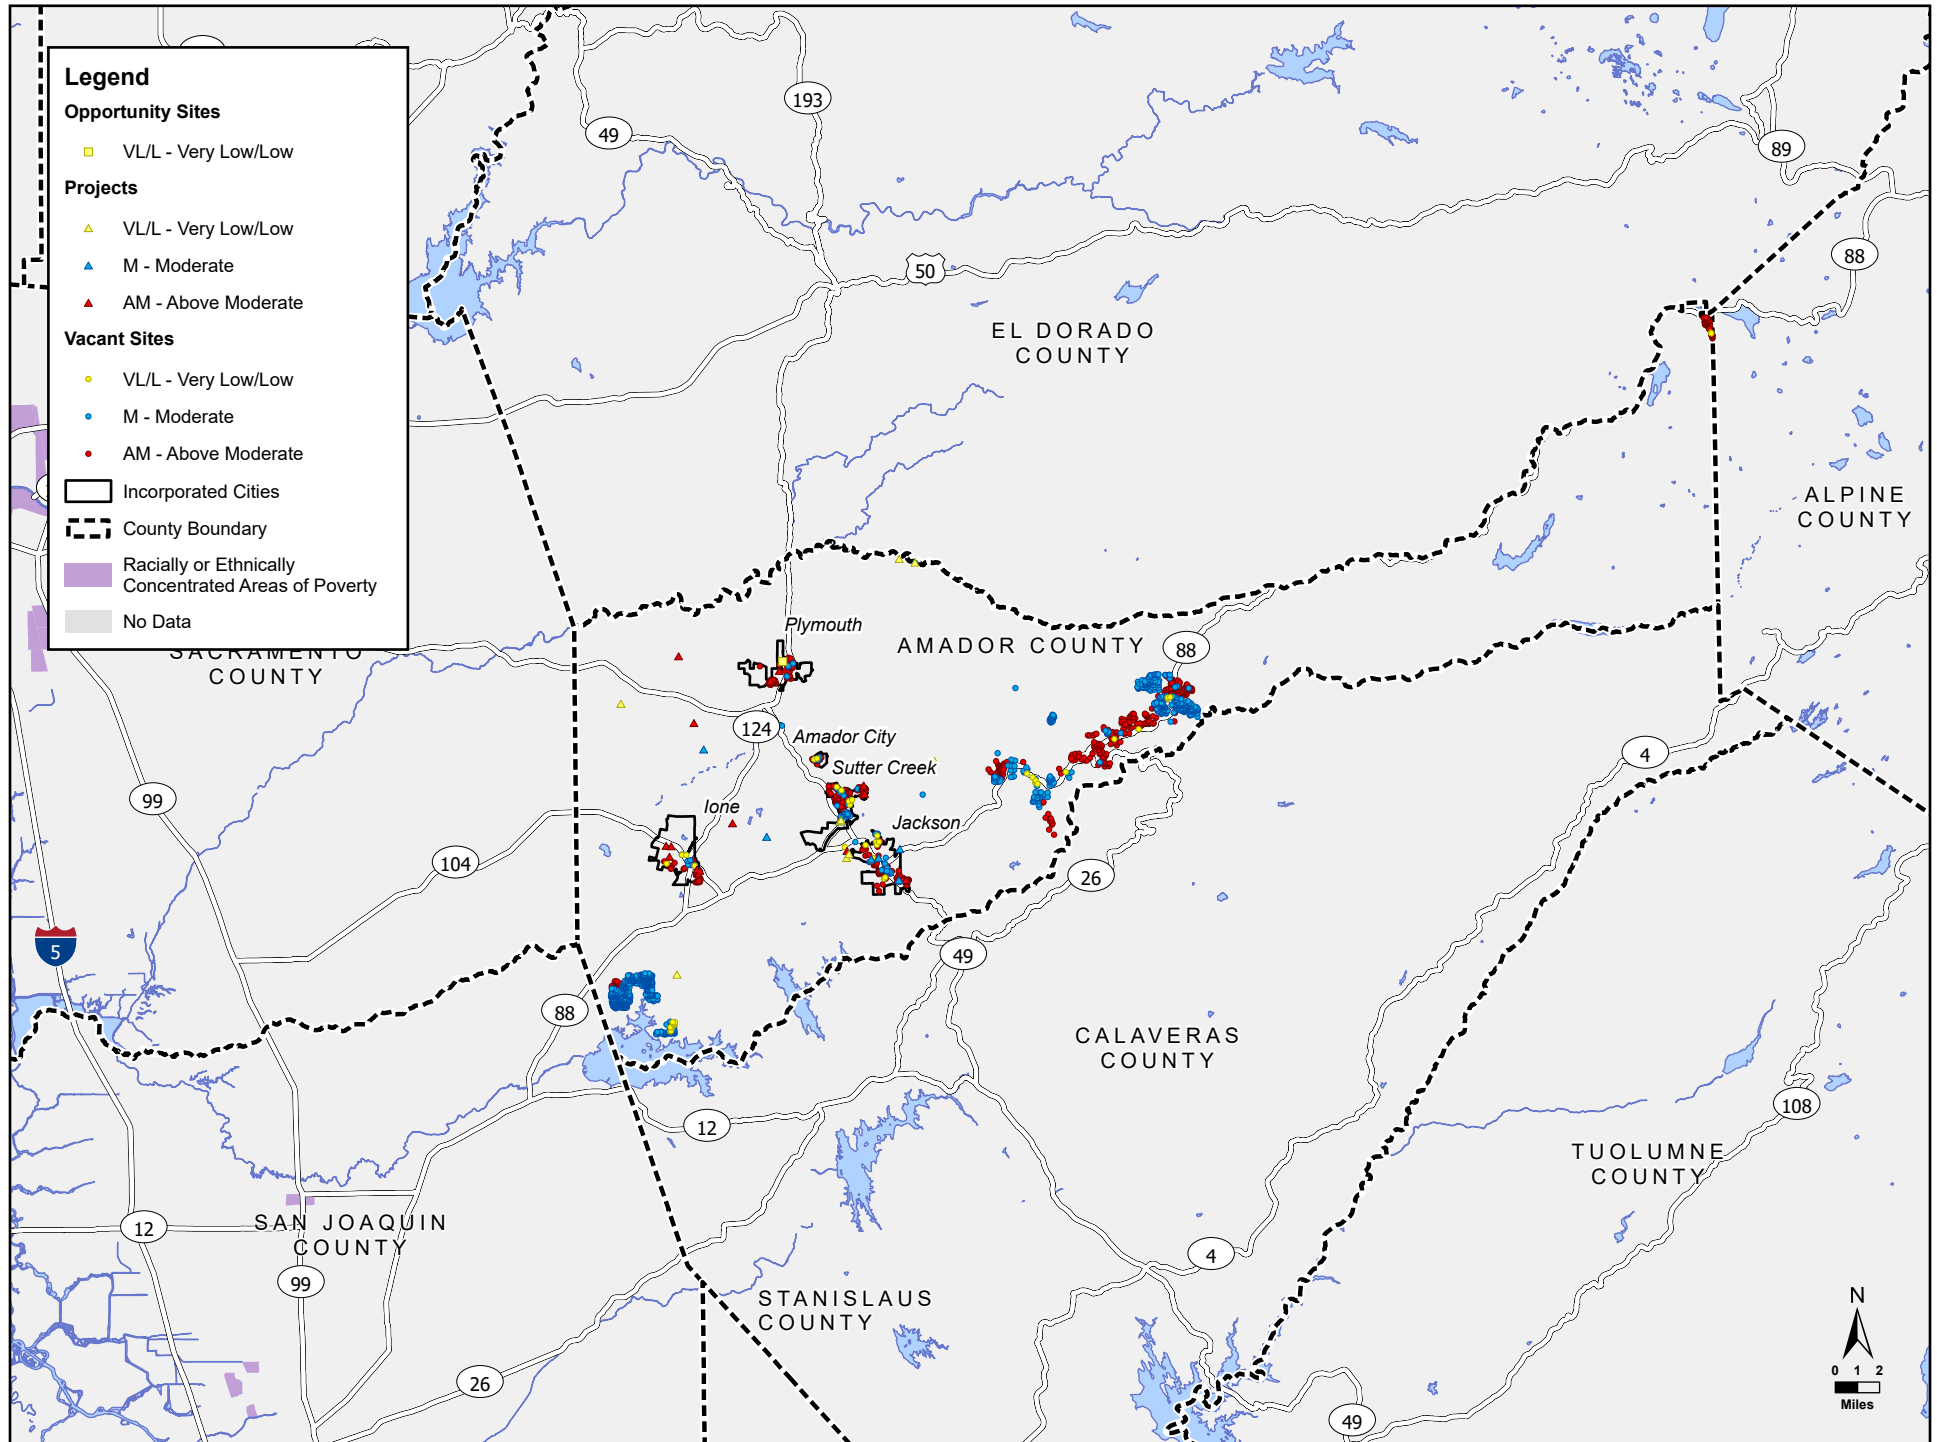 Legend
Opportunity Sites
VL/L - Very Low/Low
Projects
VL/L - Very Low/Low
M - Moderate
AM - Above Moderate
Vacant Sites
VL/L - Very Low/Low
M - Moderate
AM - Above Moderate
Incorporated Cities
County Boundary
Racially or Ethnically
Concentrated Areas of Poverty
No Data
193
49
89
50
88
EL DORADO
COUNTY
ALPINE
COUNTY
Plymouth
AMADOR COUNTY
88
SACRAMENTO
COUNTY
124
Amador City
Sutter Creek
4
99
Ione
Jackson
104
26
5
49
88
CALAVERAS
COUNTY
108
12
TUOLUMNE
COUNTY
12
SAN JOAQUIN
COUNTY
4
99
STANISLAUS
COUNTY
N
26
0 1 2
Miles
49